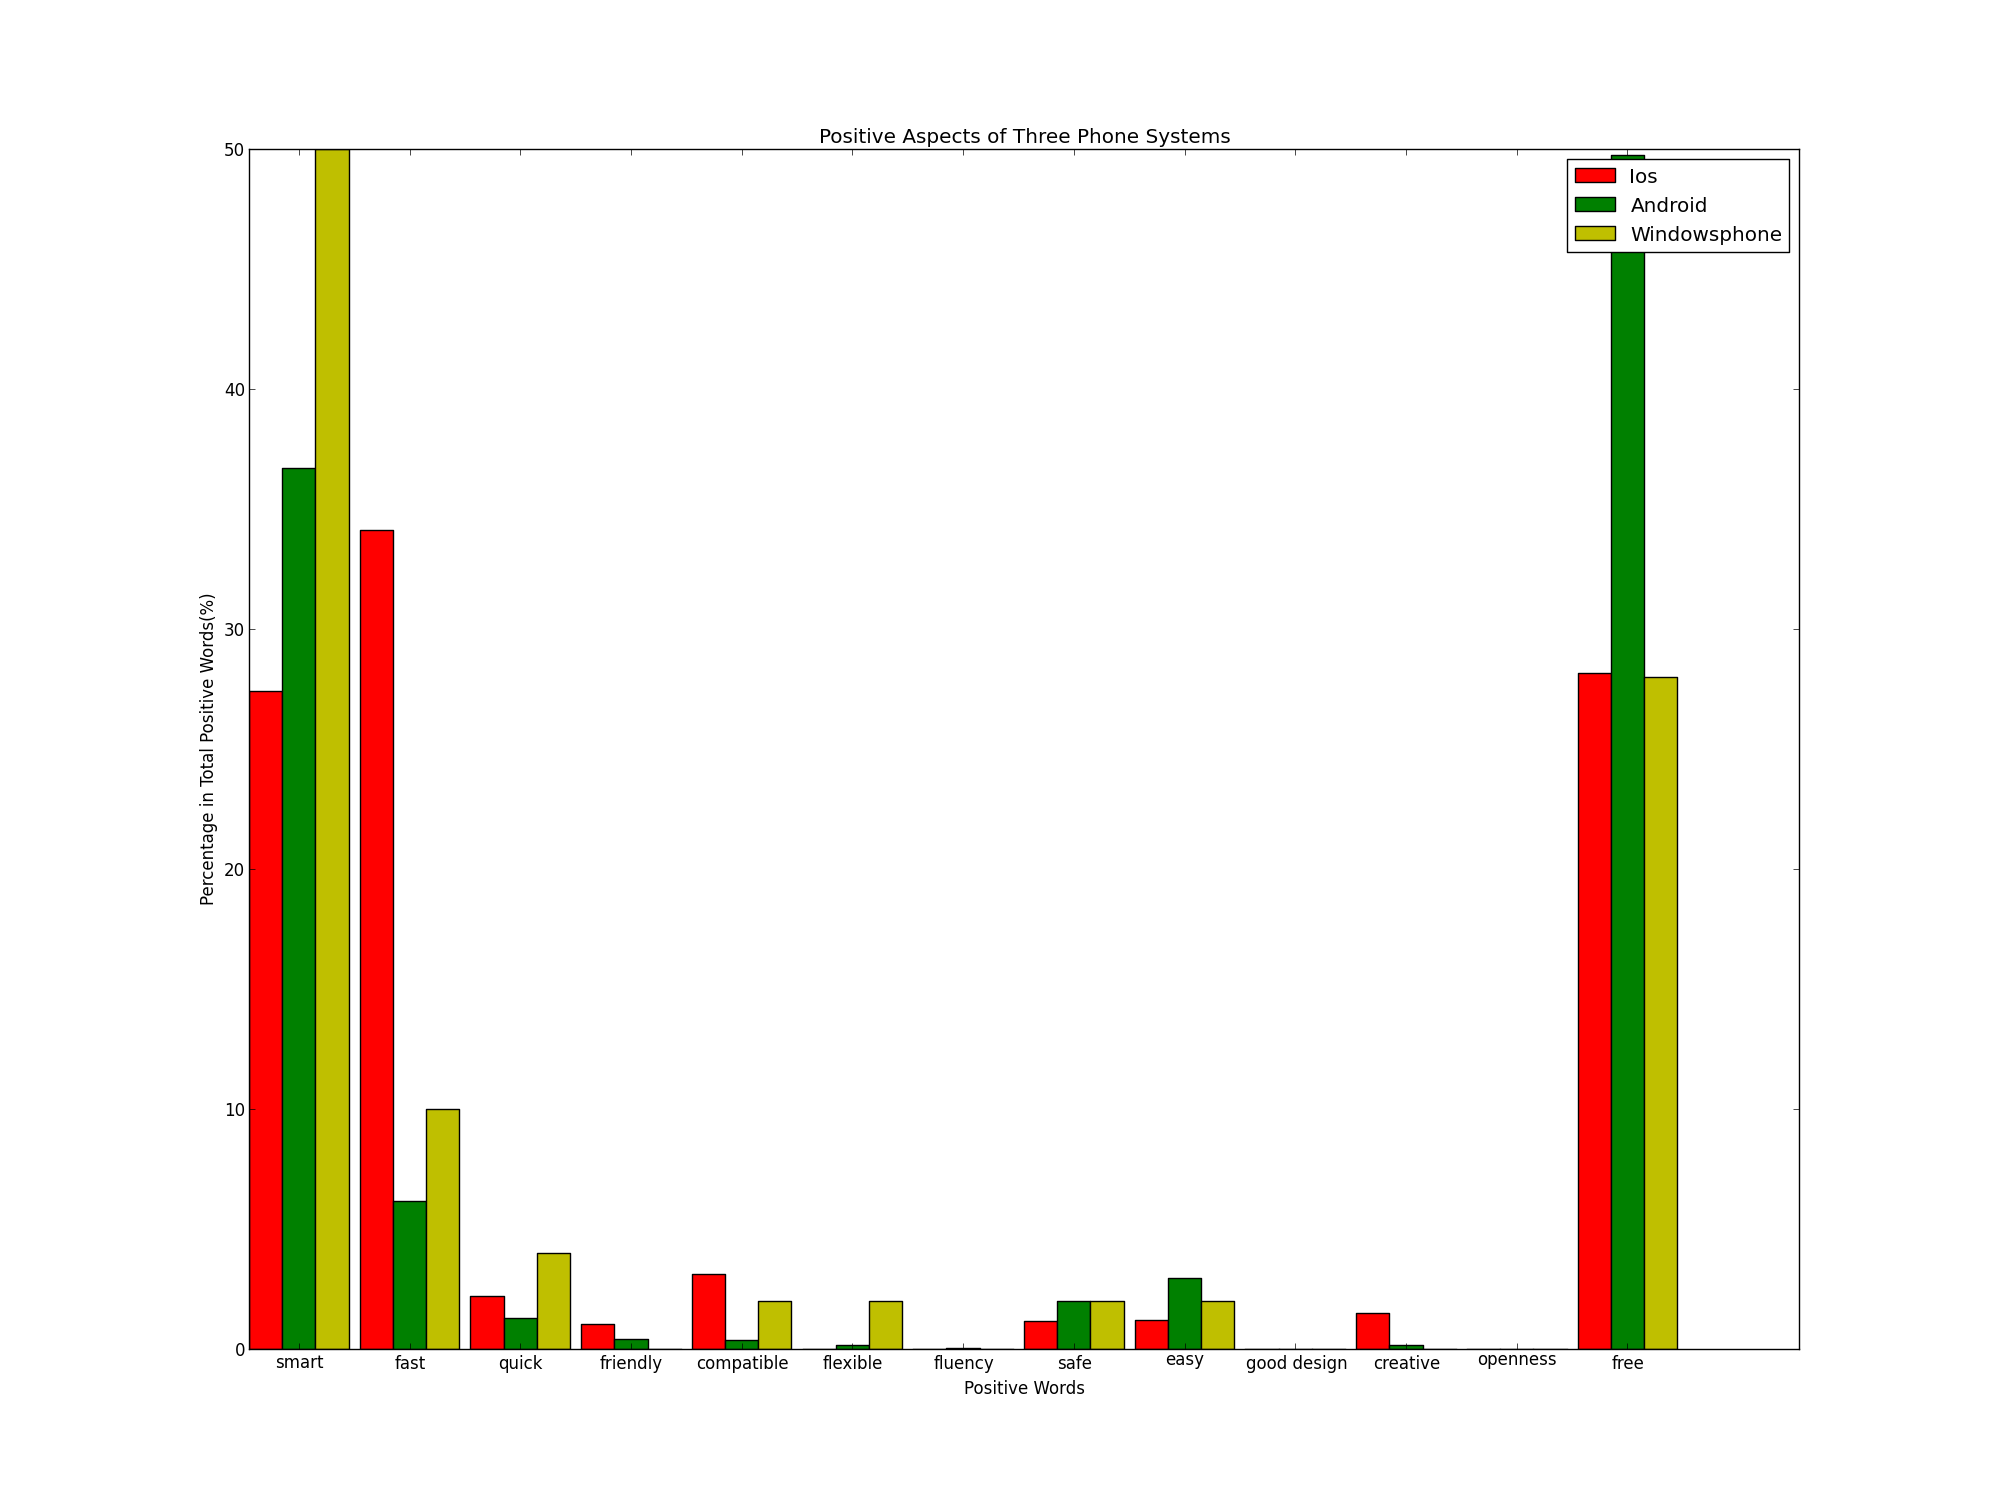 Positive Aspects of Three Phone Systems
Ios
Android
Windowsphone
50
40
30
20
10
0
Percentage in Total Positive Words(%)
smart fast quick friendly compatible flexible fluency safe easy good design creative openness free
Positive Words